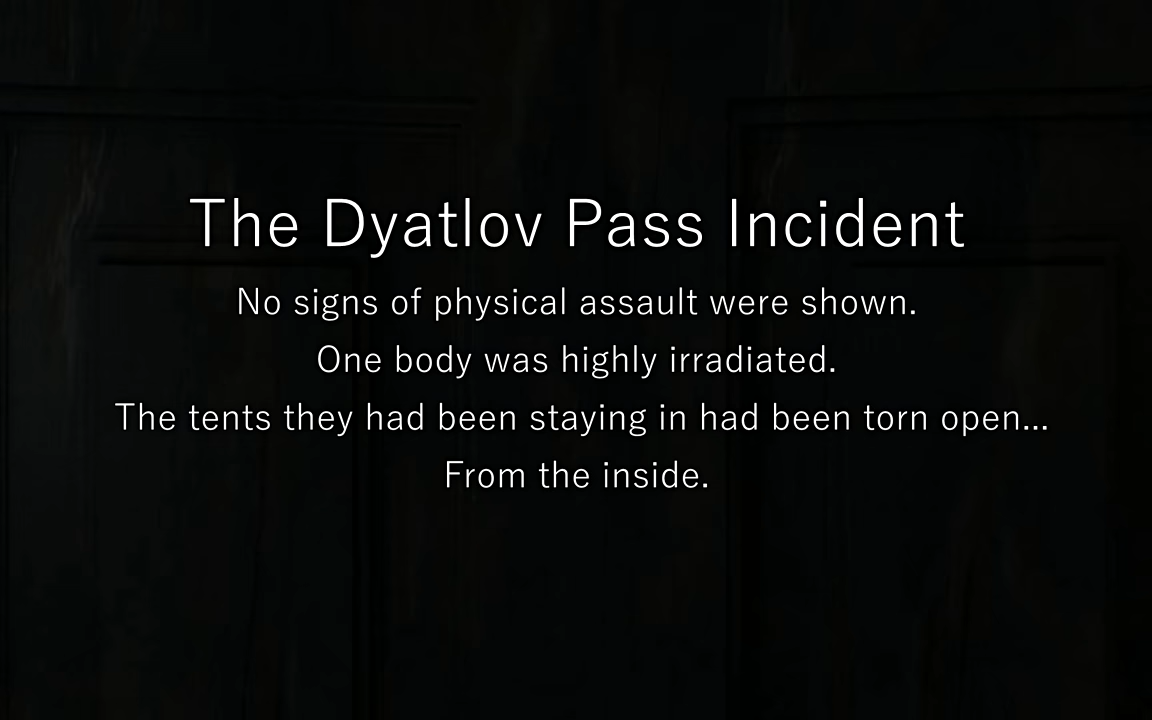 The Dyatlov Pass Incident
No signs of physical assault were shown.
One body was highly irradiated.
The tents they had been staying in had been torn open...
From the inside.